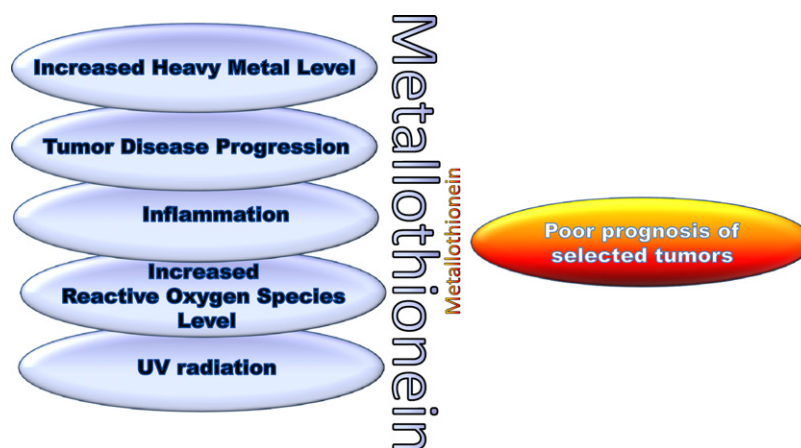 Increased Heavy Metal Level
Tumor Disease Progression
Inflammation
Increased
Reactive Oxygen Species
Level
UV radiation
Metallothionein
Metallothionein
Poor prognosis of
selected tumors